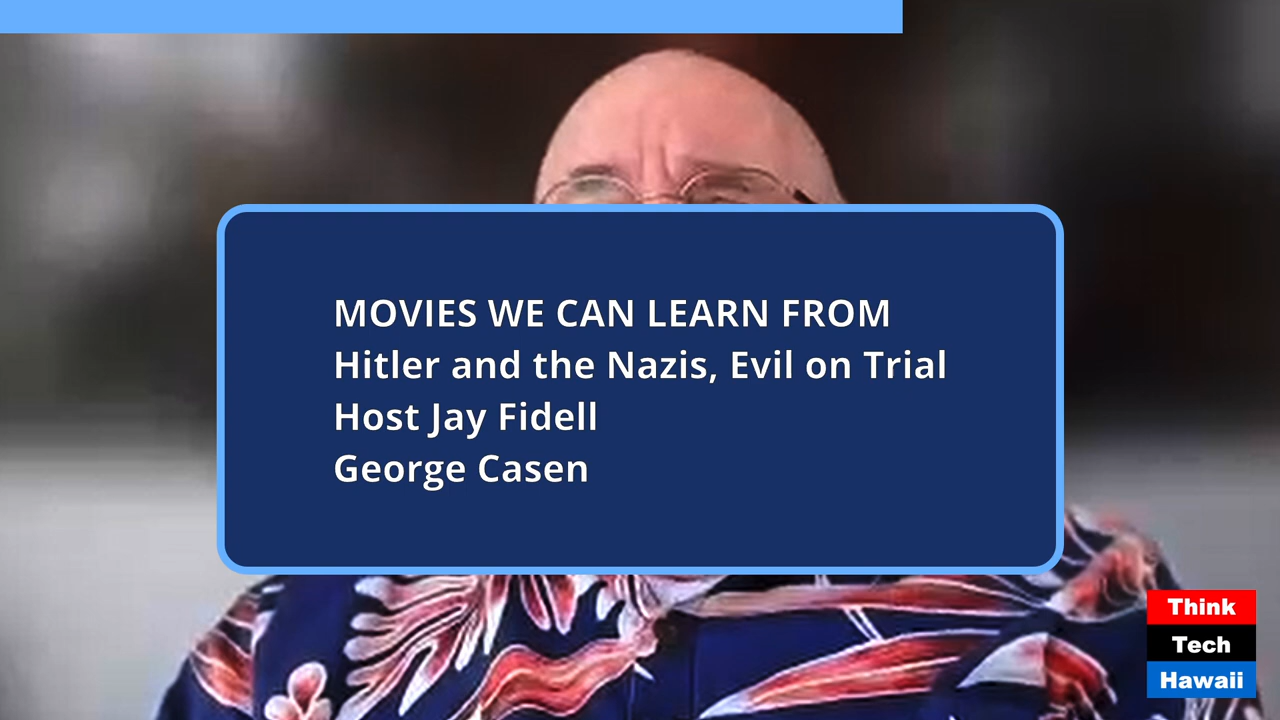 MOVIES WE CAN LEARN FROM
Hitler and the Nazis, Evil on Trial
Host Jay Fidell
George Casen
Think
Tech
Hawaii